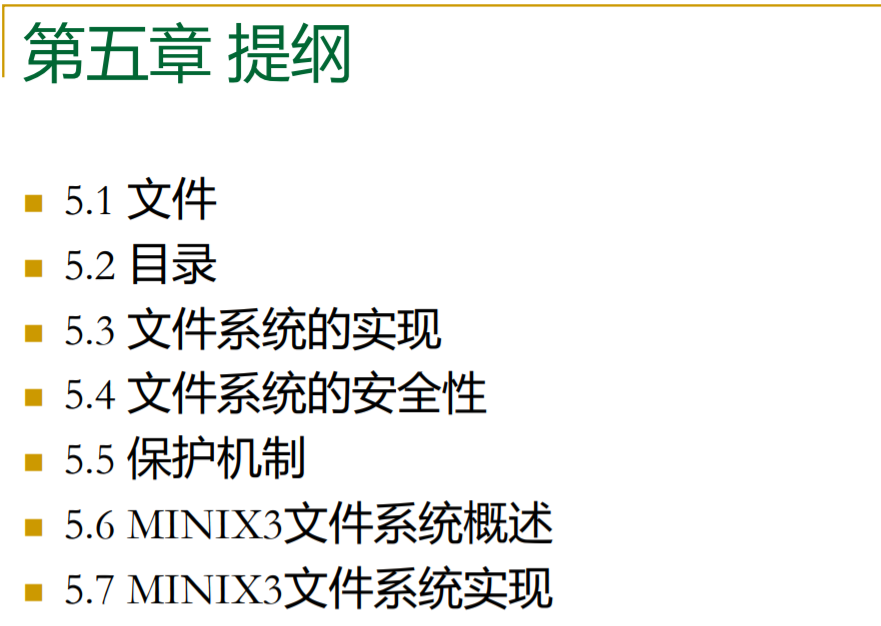 第五章 提纲
5.1 文件
5.2 目录
5.3 文件系统的实现
5.4 文件系统的安全性
5.5 保护机制
5.6 MINIX3文件系统概述
5.7 MINIX3文件系统实现